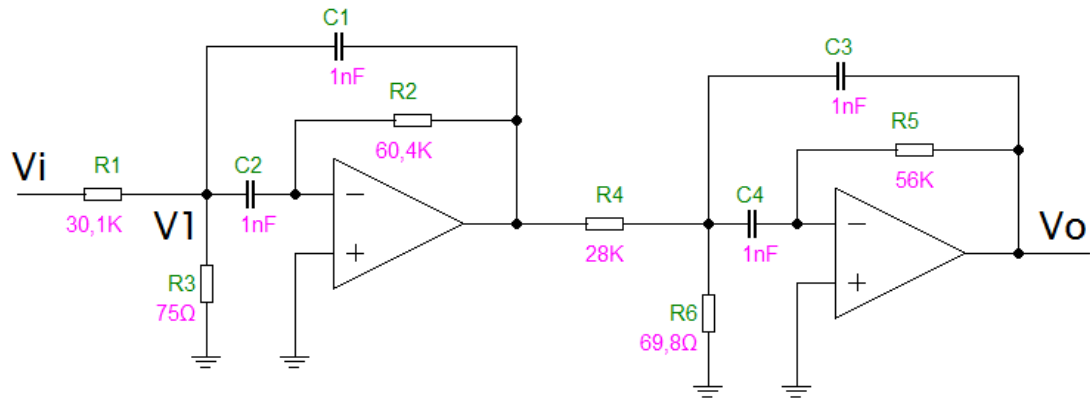 C1
1nF
R2
60,4K
Vi
R1
30,1K
V1
C2
1nF
R3
75Ω
−
+
R4
28K
C3
1nF
R5
56K
C4
1nF
R6
69,8Ω
−
+
Vo